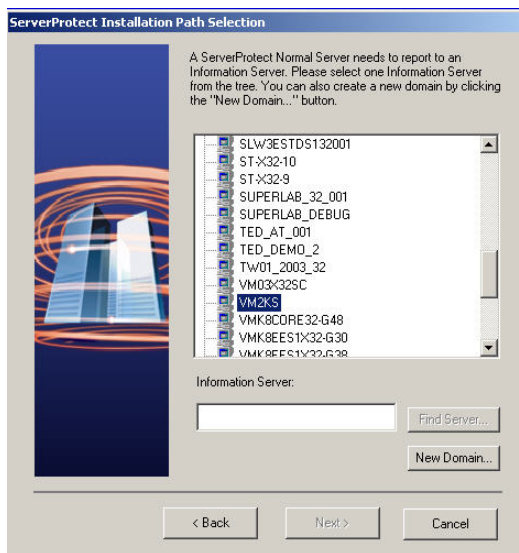 ServerProtect Installation Path Selection
A ServerProtect Normal Server needs to report to an
Information Server. Please select one Information Server
from the tree. You can also create a new domain by clicking
the "New Domain..." button.
SLW3ESTDS132001
ST-X32-10
ST-X32-9
SUPERLAB_32_001
SUPERLAB_DEBUG
TED_AT_001
TED_DEMO_2
TW01_2003_32
VM03X32SC
VM2KS
VMK8CORE32-G48
VMK8EES1X32-G30
VMK8EES1X32-G38
Information Server:
Find Server...
New Domain...
< Back
Next >
Cancel